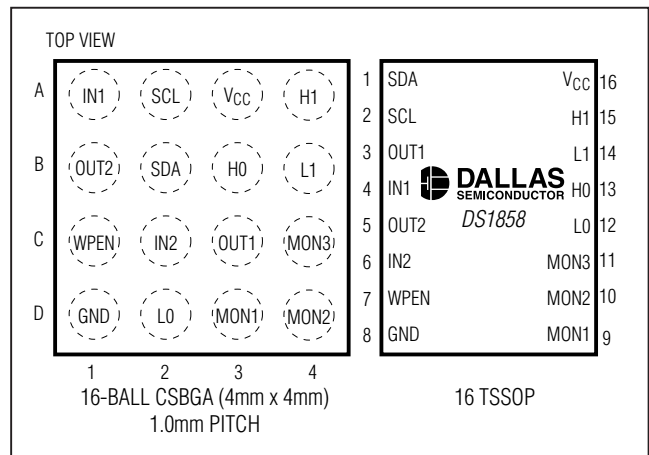 TOP VIEW
A IN1 SCL VCC H1
B OUT2 SDA H0 L1
C WPEN IN2 OUT1 MON3
D GND L0 MON1 MON2
1 2 3 4
16-BALL CSBGA (4mm x 4mm)
1.0mm PITCH
1 SDA VCC 16
2 SCL H1 15
3 OUT1 L1 14
DALLAS
SEMICONDUCTOR
4 IN1 H0 13
5 OUT2 DS1858 L0 12
6 IN2 MON3 11
7 WPEN MON2 10
8 GND MON1 9
16 TSSOP